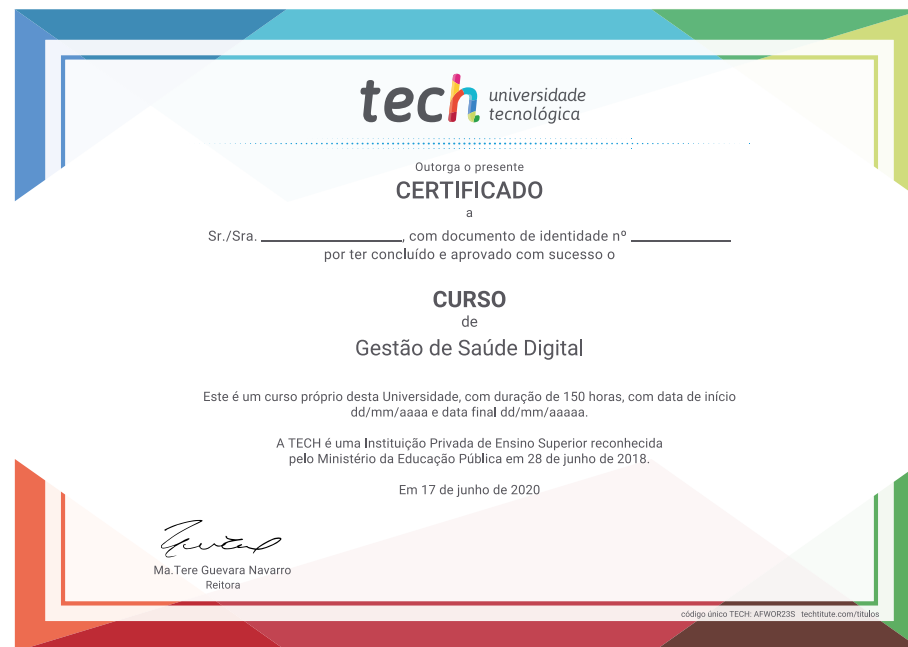 tech universidade
tecnológica
Outorga o presente
CERTIFICADO
a
Sr./Sra. ____________, com documento de identidade nº ____________
por ter concluído e aprovado com sucesso o
CURSO
de
Gestão de Saúde Digital
Este é um curso próprio desta Universidade, com duração de 150 horas, com data de início
dd/mm/aaaa e data final dd/mm/aaaaa.
A TECH é uma Instituição Privada de Ensino Superior reconhecida
pelo Ministério da Educação Pública em 28 de junho de 2018.
Em 17 de junho de 2020
Ma.Tere Guevara Navarro
Reitora
código único TECH: AFWOR23S techtitute.com/titulos